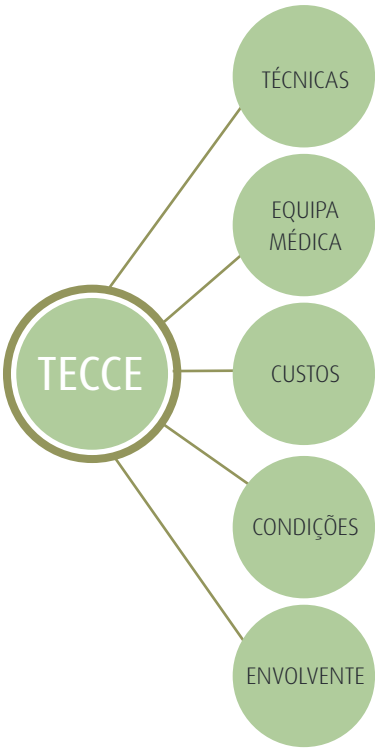 TECCE
TÉCNICAS
EQUIPA
MÉDICA
CUSTOS
CONDIÇÕES
ENVOLVENTE